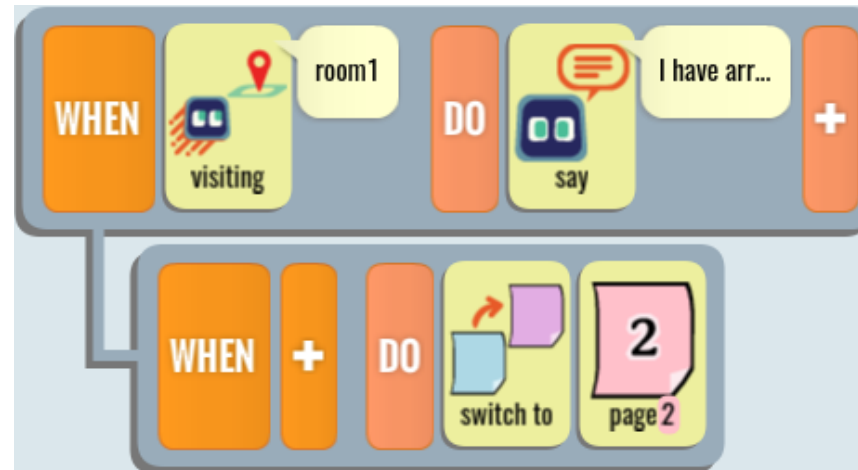 WHEN
visiting
room1
DO
say
I have arr...
+
WHEN
+
DO
switch to
2
page 2